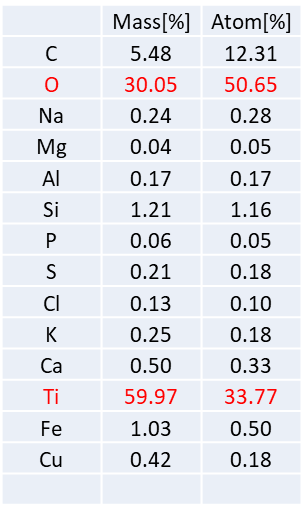 Mass[%] Atom[%]
C 5.48 12.31
O 30.05 50.65
Na 0.24 0.28
Mg 0.04 0.05
Al 0.17 0.17
Si 1.21 1.16
P 0.06 0.05
S 0.21 0.18
Cl 0.13 0.10
K 0.25 0.18
Ca 0.50 0.33
Ti 59.97 33.77
Fe 1.03 0.50
Cu 0.42 0.18